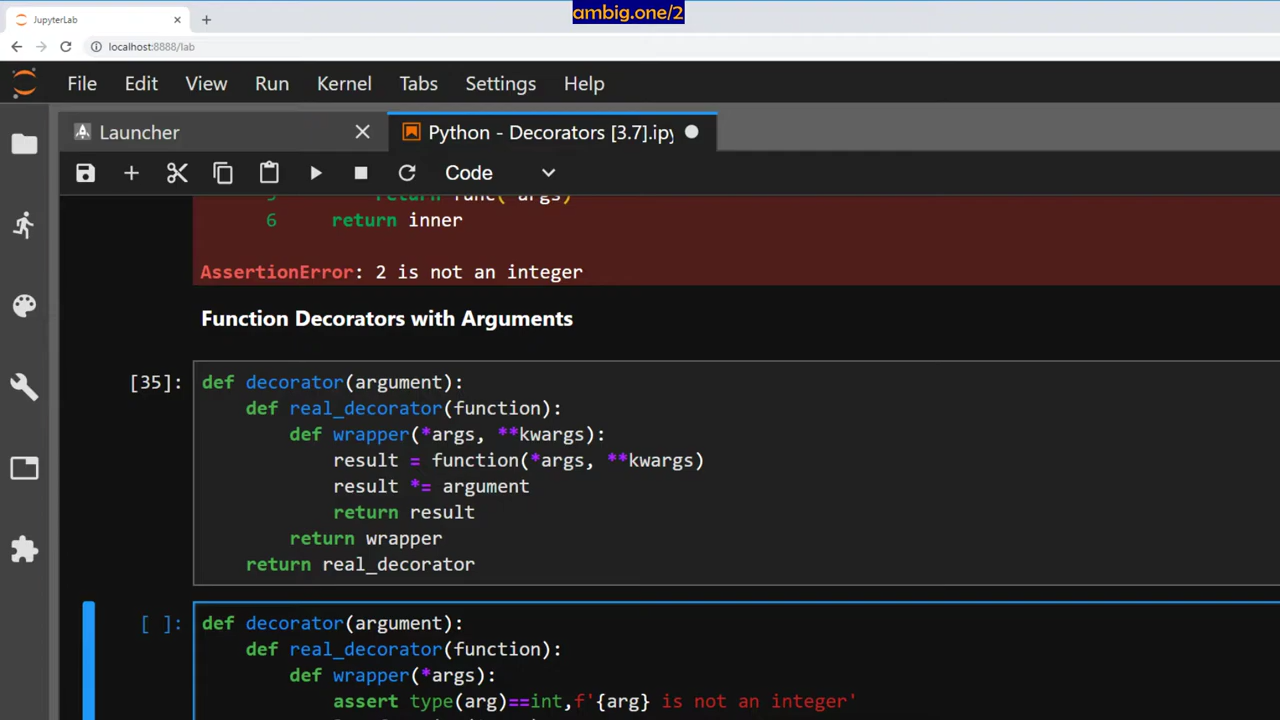 ambig.one/2
JupyterLab
localhost:8888/lab
File Edit View Run Kernel Tabs Settings Help
Launcher
Python - Decorators [3.7].ipy
Code
6 return inner
AssertionError: 2 is not an integer
Function Decorators with Arguments
[35]: def decorator(argument):
def real_decorator(function):
def wrapper(*args, **kwargs):
result = function(*args, **kwargs)
result *= argument
return result
return wrapper
return real_decorator
[ ]: def decorator(argument):
def real_decorator(function):
def wrapper(*args):
assert type(arg)==int,f'{arg} is not an integer'